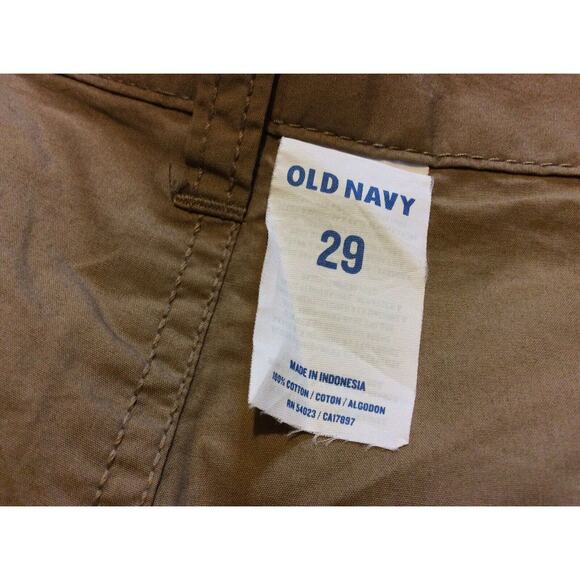 OLD NAVY
29
MADE IN INDONESIA
100% COTTON / COTON / ALGODON
RN 54023 / CA17897